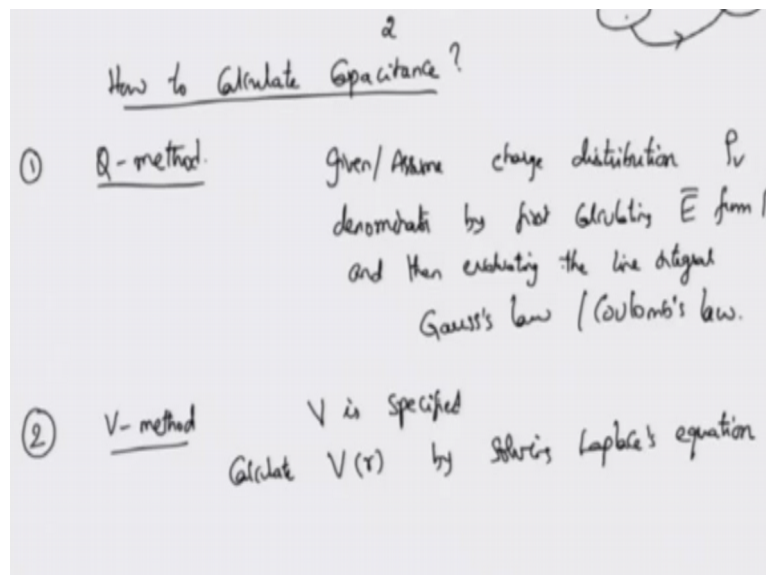 2
How to Calculate Capacitance?
① Q-method. Given/Assume charge distribution ρv
denominator by first calculating E̅ from
and then evaluating the line integral
Gauss's law / Coulomb's law.
② V-method V is specified
Calculate V(r) by solving Laplace's equation